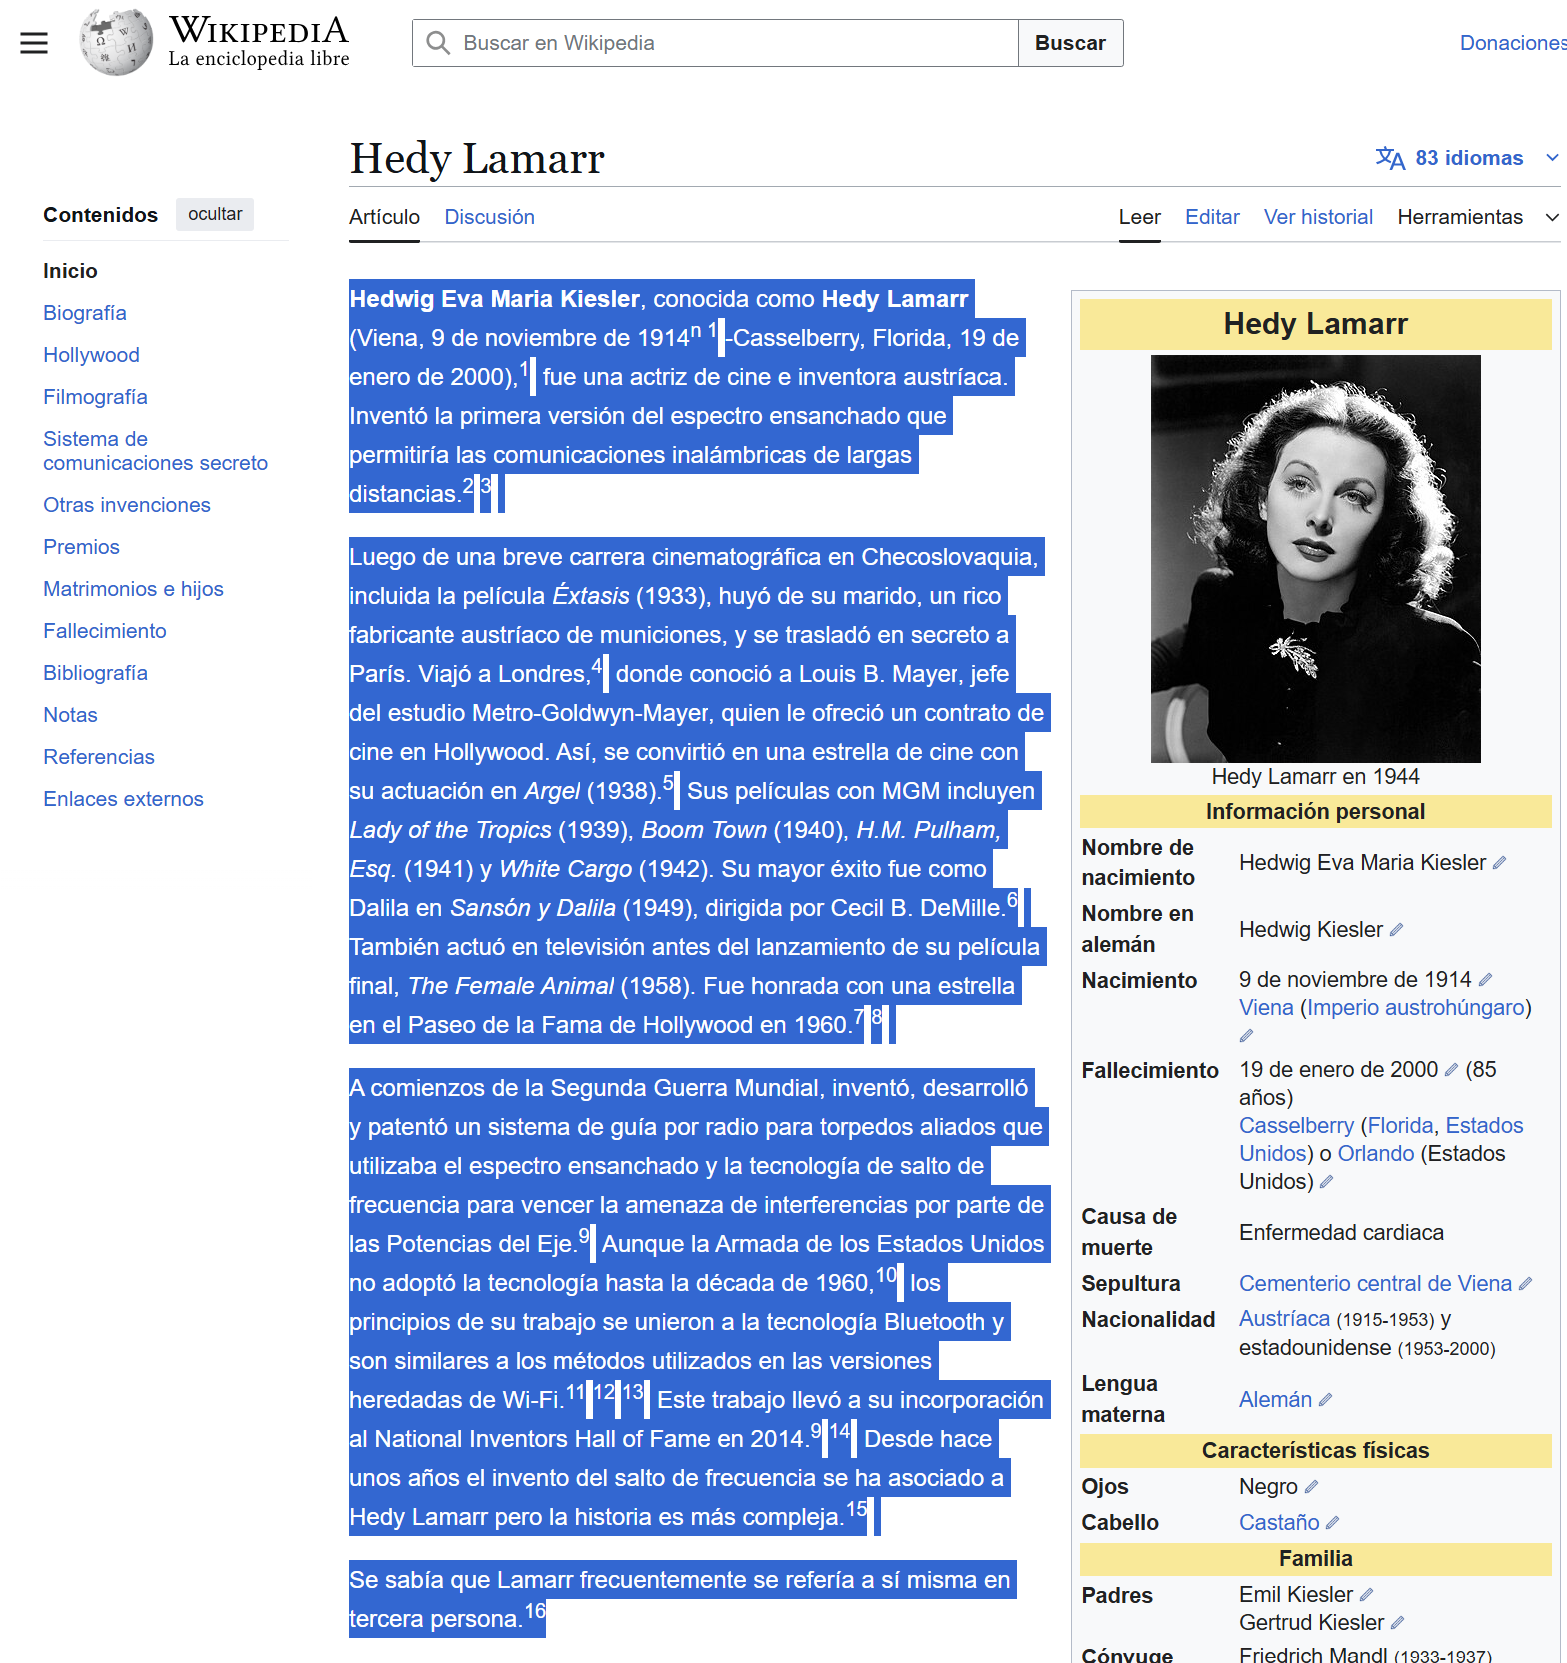 WIKIPEDIA
La enciclopedia libre
Buscar en Wikipedia
Buscar
Donaciones
Hedy Lamarr
83 idiomas
Artículo
Discusión
Leer
Editar
Ver historial
Herramientas
Contenidos
ocultar
Inicio
Biografía
Hollywood
Filmografía
Sistema de
comunicaciones secreto
Otras invenciones
Premios
Matrimonios e hijos
Fallecimiento
Bibliografía
Notas
Referencias
Enlaces externos
Hedwig Eva Maria Kiesler, conocida como Hedy Lamarr
(Viena, 9 de noviembre de 1914n 1-Casselberry, Florida, 19 de
enero de 2000),1 fue una actriz de cine e inventora austríaca.
Inventó la primera versión del espectro ensanchado que
permitiría las comunicaciones inalámbricas de largas
distancias.2 3
Luego de una breve carrera cinematográfica en Checoslovaquia,
incluida la película Éxtasis (1933), huyó de su marido, un rico
fabricante austríaco de municiones, y se trasladó en secreto a
París. Viajó a Londres,4 donde conoció a Louis B. Mayer, jefe
del estudio Metro-Goldwyn-Mayer, quien le ofreció un contrato de
cine en Hollywood. Así, se convirtió en una estrella de cine con
su actuación en Argel (1938).5 Sus películas con MGM incluyen
Lady of the Tropics (1939), Boom Town (1940), H.M. Pulham,
Esq. (1941) y White Cargo (1942). Su mayor éxito fue como
Dalila en Sansón y Dalila (1949), dirigida por Cecil B. DeMille.6
También actuó en televisión antes del lanzamiento de su película
final, The Female Animal (1958). Fue honrada con una estrella
en el Paseo de la Fama de Hollywood en 1960.7 8
A comienzos de la Segunda Guerra Mundial, inventó, desarrolló
y patentó un sistema de guía por radio para torpedos aliados que
utilizaba el espectro ensanchado y la tecnología de salto de
frecuencia para vencer la amenaza de interferencias por parte de
las Potencias del Eje.9 Aunque la Armada de los Estados Unidos
no adoptó la tecnología hasta la década de 1960,10 los
principios de su trabajo se unieron a la tecnología Bluetooth y
son similares a los métodos utilizados en las versiones
heredadas de Wi-Fi.11 12 13 Este trabajo llevó a su incorporación
al National Inventors Hall of Fame en 2014.9 14 Desde hace
unos años el invento del salto de frecuencia se ha asociado a
Hedy Lamarr pero la historia es más compleja.15
Se sabía que Lamarr frecuentemente se refería a sí misma en
tercera persona.16
Hedy Lamarr
Hedy Lamarr en 1944
Información personal
Nombre de
nacimiento
Hedwig Eva Maria Kiesler
Nombre en
alemán
Hedwig Kiesler
Nacimiento
9 de noviembre de 1914
Viena (Imperio austrohúngaro)
Fallecimiento
19 de enero de 2000 (85
años)
Casselberry (Florida, Estados
Unidos) o Orlando (Estados
Unidos)
Causa de
muerte
Enfermedad cardiaca
Sepultura
Cementerio central de Viena
Nacionalidad
Austríaca (1915-1953) y
estadounidense (1953-2000)
Lengua
materna
Alemán
Características físicas
Ojos
Negro
Cabello
Castaño
Familia
Padres
Emil Kiesler
Gertrud Kiesler
Cónyuge
Friedrich Mandl (1933-1937)